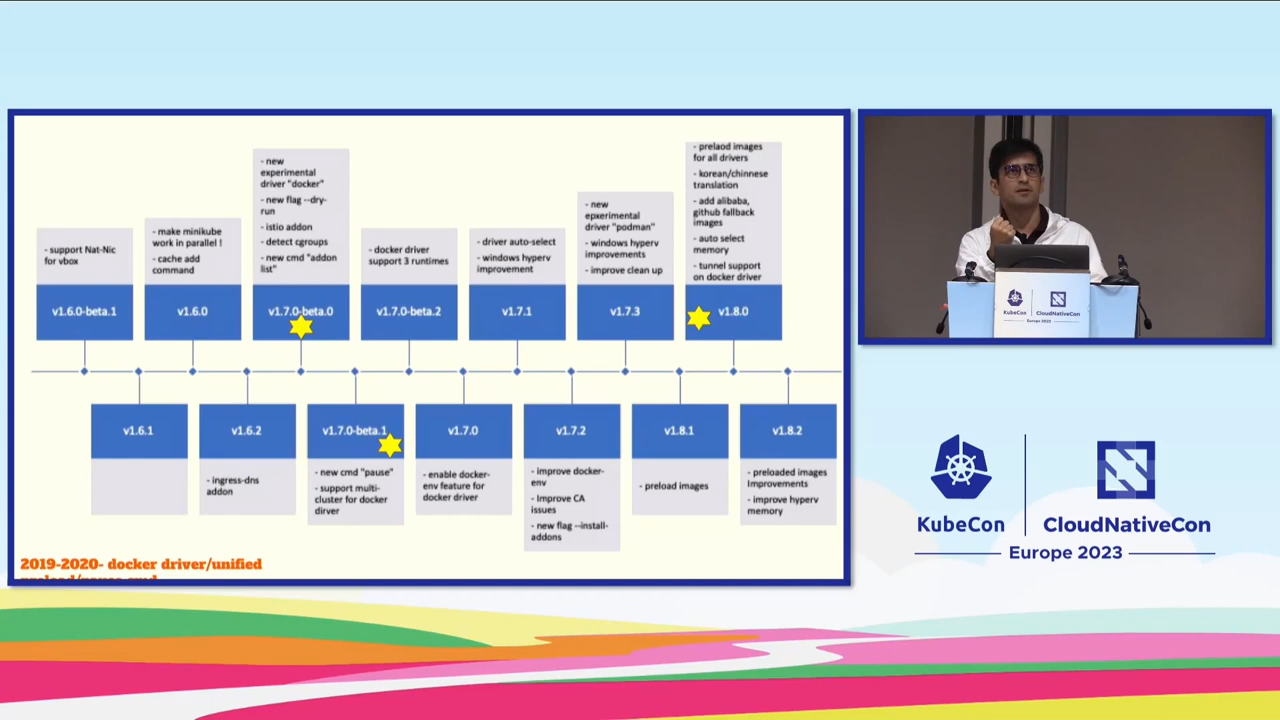 - support Nat-Nic
for vbox
v1.6.0-beta.1
- make minikube
work in parallel !
- cache add
command
v1.6.0
- new
experimental
driver "docker"
- new flag --dry-
run
- istio addon
- detect cgroups
- new cmd "addon
list"
v1.7.0-beta.0
- docker driver
support 3 runtimes
v1.7.0-beta.2
- driver auto-select
- windows hyperv
improvement
v1.7.1
- new
epxerimental
driver "podman"
- windows hyperv
improvements
- improve clean up
v1.7.3
- prelaod images
for all drivers
- korean/chinnese
translation
- add alibaba,
github fallback
images
- auto select
memory
- tunnel support
on docker driver
v1.8.0
v1.6.1
v1.6.2
- ingress-dns
addon
v1.7.0-beta.1
- new cmd "pause"
- support multi-
cluster for docker
dirver
v1.7.0
- enable docker-
env feature for
docker driver
v1.7.2
- improve docker-
env
- Improve CA
issues
- new flag --install-
addons
v1.8.1
- preload images
v1.8.2
- preloaded images
Improvements
- improve hyperv
memory
2019-2020- docker driver/unified
preload/pause cmd
KubeCon
CloudNativeCon
Europe 2023
KubeCon
CloudNativeCon
Europe 2023